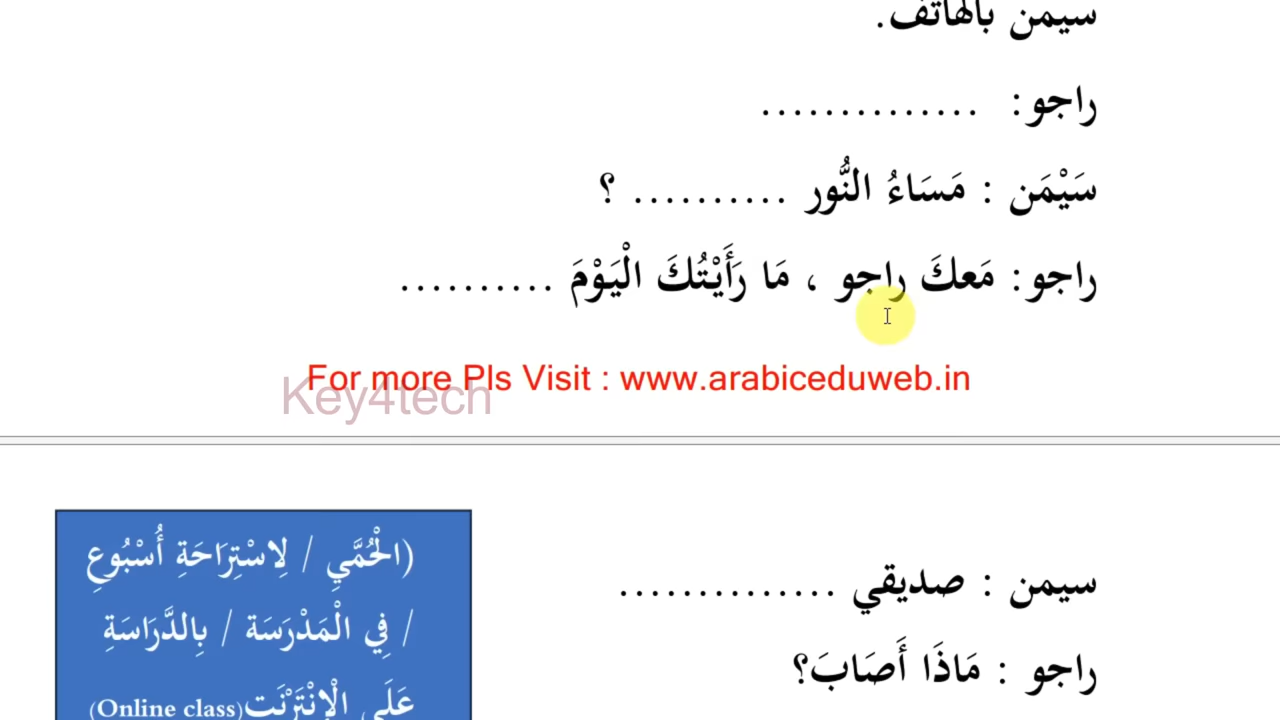 سيمن بالهاتف.
راجو: ..............
سَيْمَن : مَسَاءُ النُّور .......... ؟
راجو: مَعكَ راجو ، مَا رَأَيْتُكَ الْيَوْمَ ..........
For more Pls Visit : www.arabiceduweb.in
Key4tech
سيمن : صديقي ..............
راجو : مَاذَا أَصَابَ؟
(الْحُمَّيِ / لِاسْتِرَاحَةِ أُسْبُوعِ
/ فِي الْمَدْرَسَة / بِالدَّرَاسَةِ
عَلَى الْإِنْتَرْنَت(Online class)